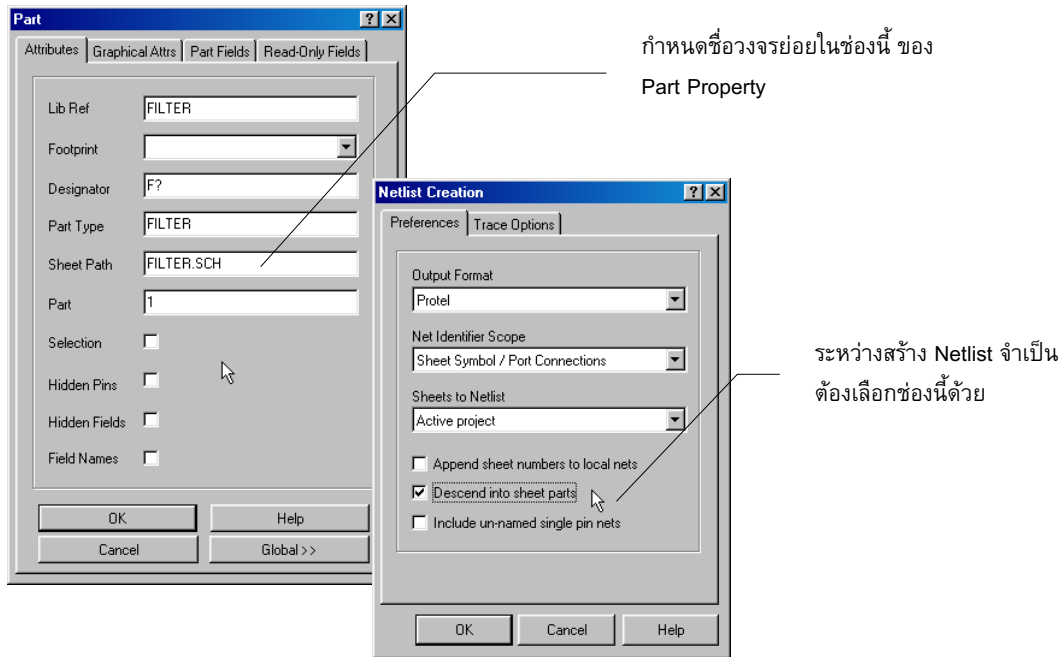 Part
Attributes Graphical Attrs Part Fields Read-Only Fields
Lib Ref FILTER
Footprint
Designator F?
Part Type FILTER
Sheet Path FILTER.SCH
Part 1
Selection
Hidden Pins
Hidden Fields
Field Names
OK Help
Cancel Global >>
กำหนดชื่อวงจรย่อยในช่องนี้ ของ
Part Property
Netlist Creation
Preferences Trace Options
Output Format
Protel
Net Identifier Scope
Sheet Symbol / Port Connections
Sheets to Netlist
Active project
Append sheet numbers to local nets
Descend into sheet parts
Include un-named single pin nets
OK Cancel Help
ระหว่างสร้าง Netlist จำเป็น
ต้องเลือกช่องนี้ด้วย